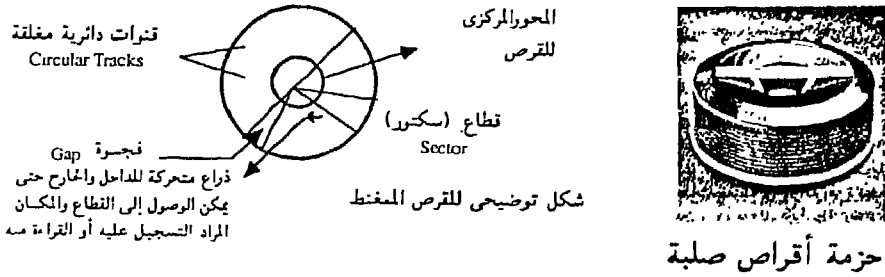 المحورالمركزى
للقرص
قنوات دائرية مغلقة
Circular Tracks
قطاع (سكتور)
Sector
فجوة Gap
ذراع متحركة للداخل والخارج حتى
يمكن الوصول إلى القطاع والمكان
المراد التسجيل عليه أو القراءة منه
شكل توضيحى للقرص الممغنط
حزمة أقراص صلبة